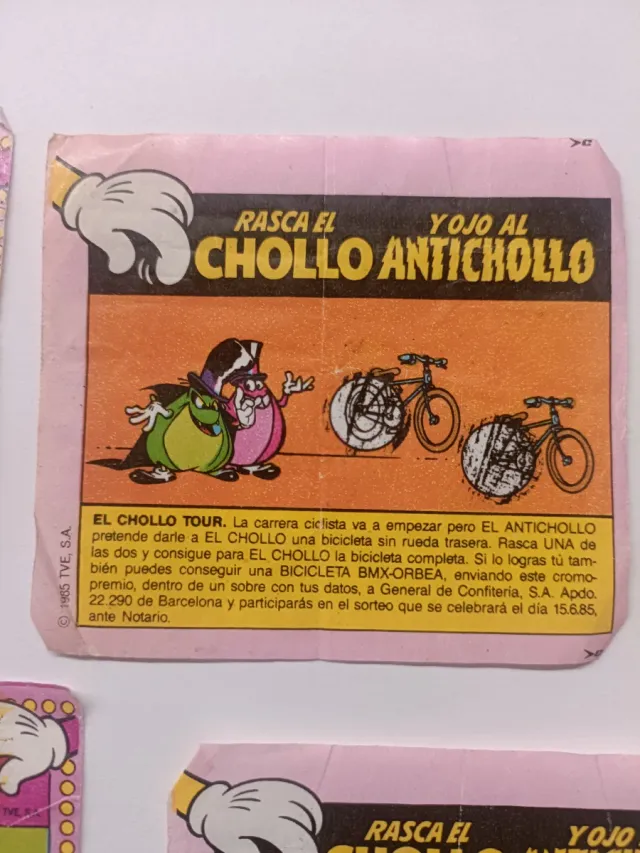 RASCA EL Y OJO AL
CHOLLO ANTICHOLLO
EL CHOLLO TOUR. La carrera ciclista va a empezar pero EL ANTICHOLLO
pretende darle a EL CHOLLO una bicicleta sin rueda trasera. Rasca UNA de
las dos y consigue para EL CHOLLO la bicicleta completa. Si lo logras tú tam-
bién puedes conseguir una BICICLETA BMX-ORBEA, enviando este cromo-
premio, dentro de un sobre con tus datos, a General de Confitería, S.A. Apdo.
22.290 de Barcelona y participarás en el sorteo que se celebrará el día 15.6.85,
ante Notario.
© 1985 TVE, S.A.
TVE, S.A.
RASCA EL Y OJO
CHOLLO